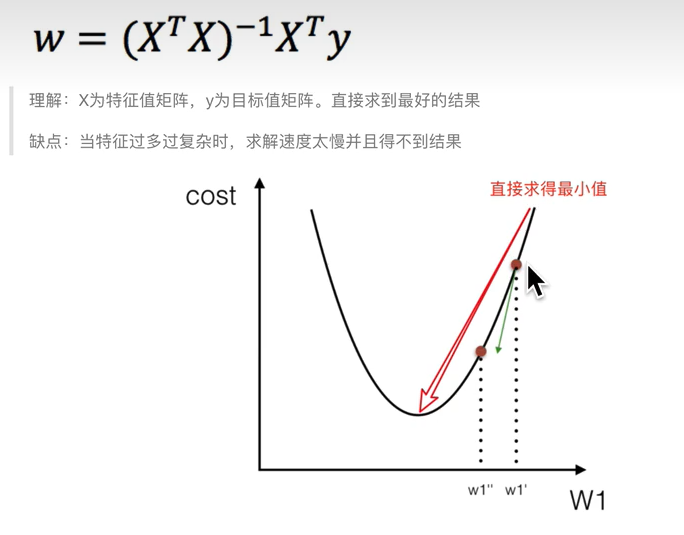 w = (XᵀX)⁻¹Xᵀy
理解：X为特征值矩阵，y为目标值矩阵。直接求到最好的结果
缺点：当特征过多过复杂时，求解速度太慢并且得不到结果
直接求得最小值
cost
w1'' w1'
W1